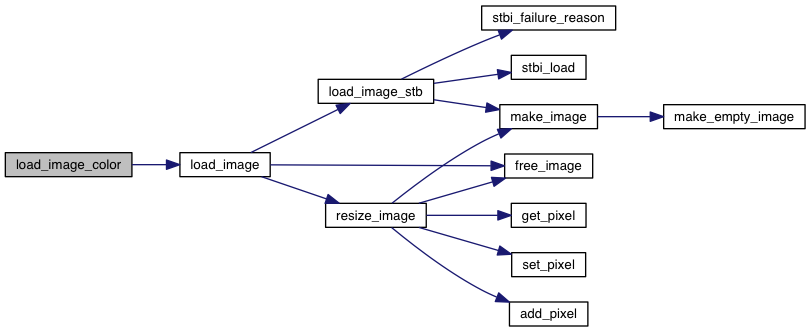 stbi_failure_reason
stbi_load
load_image_stb
make_image
make_empty_image
load_image_color
load_image
free_image
resize_image
get_pixel
set_pixel
add_pixel